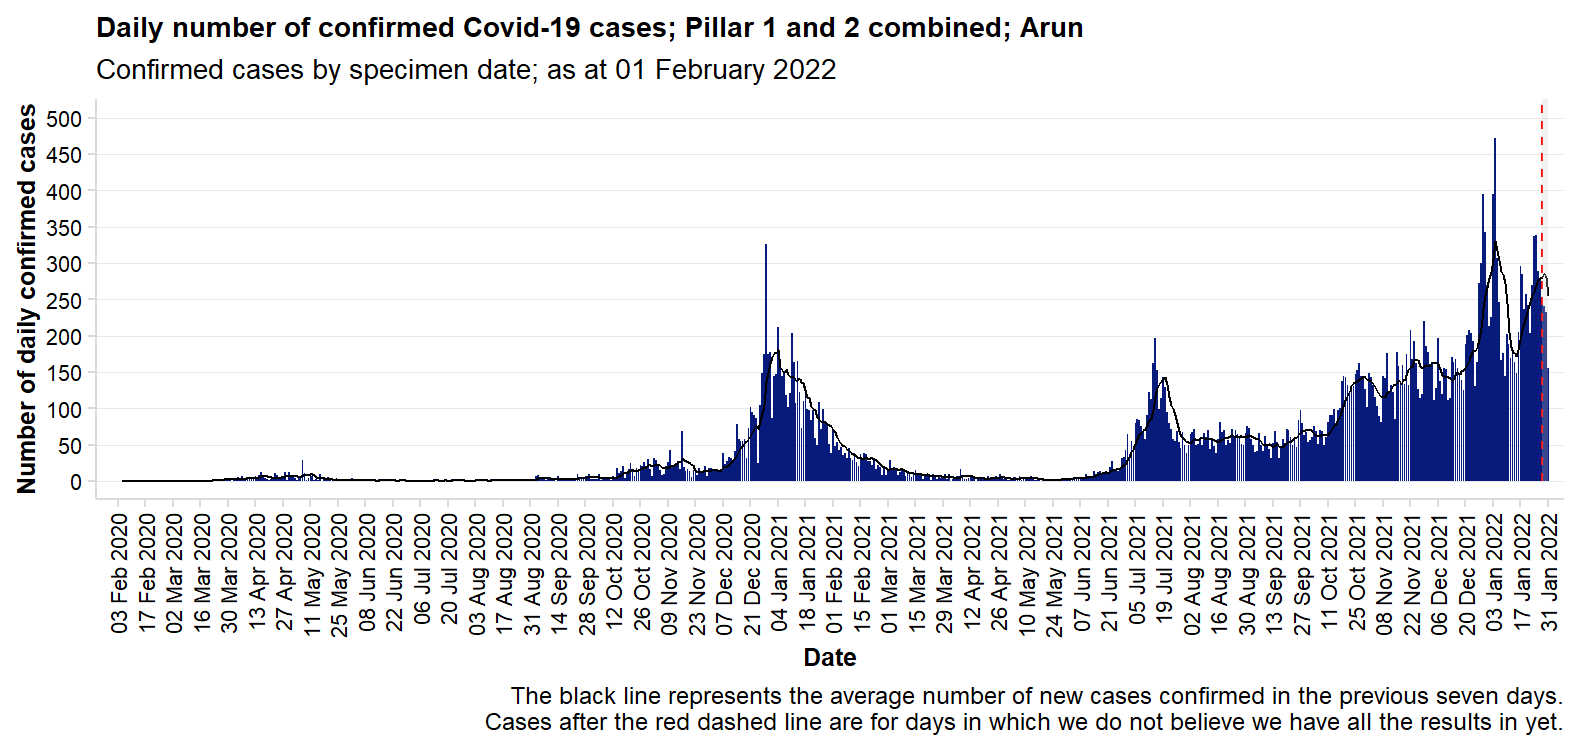 Daily number of confirmed Covid-19 cases; Pillar 1 and 2 combined; Arun
Confirmed cases by specimen date; as at 01 February 2022
Number of daily confirmed cases
500
450
400
350
300
250
200
150
100
50
0
03 Feb 2020
17 Feb 2020
02 Mar 2020
16 Mar 2020
30 Mar 2020
13 Apr 2020
27 Apr 2020
11 May 2020
25 May 2020
08 Jun 2020
22 Jun 2020
06 Jul 2020
20 Jul 2020
03 Aug 2020
17 Aug 2020
31 Aug 2020
14 Sep 2020
28 Sep 2020
12 Oct 2020
26 Oct 2020
09 Nov 2020
23 Nov 2020
07 Dec 2020
21 Dec 2020
04 Jan 2021
18 Jan 2021
01 Feb 2021
15 Feb 2021
01 Mar 2021
15 Mar 2021
29 Mar 2021
12 Apr 2021
26 Apr 2021
10 May 2021
24 May 2021
07 Jun 2021
21 Jun 2021
05 Jul 2021
19 Jul 2021
02 Aug 2021
16 Aug 2021
30 Aug 2021
13 Sep 2021
27 Sep 2021
11 Oct 2021
25 Oct 2021
08 Nov 2021
22 Nov 2021
06 Dec 2021
20 Dec 2021
03 Jan 2022
17 Jan 2022
31 Jan 2022
Date
The black line represents the average number of new cases confirmed in the previous seven days.
Cases after the red dashed line are for days in which we do not believe we have all the results in yet.